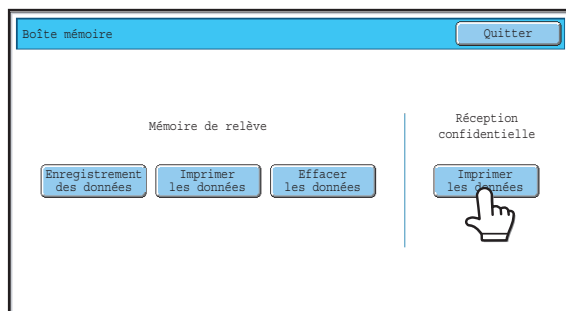 Boîte mémoire
Quitter
Mémoire de relève
Réception
confidentielle
Enregistrement
des données
Imprimer
les données
Effacer
les données
Imprimer
les données